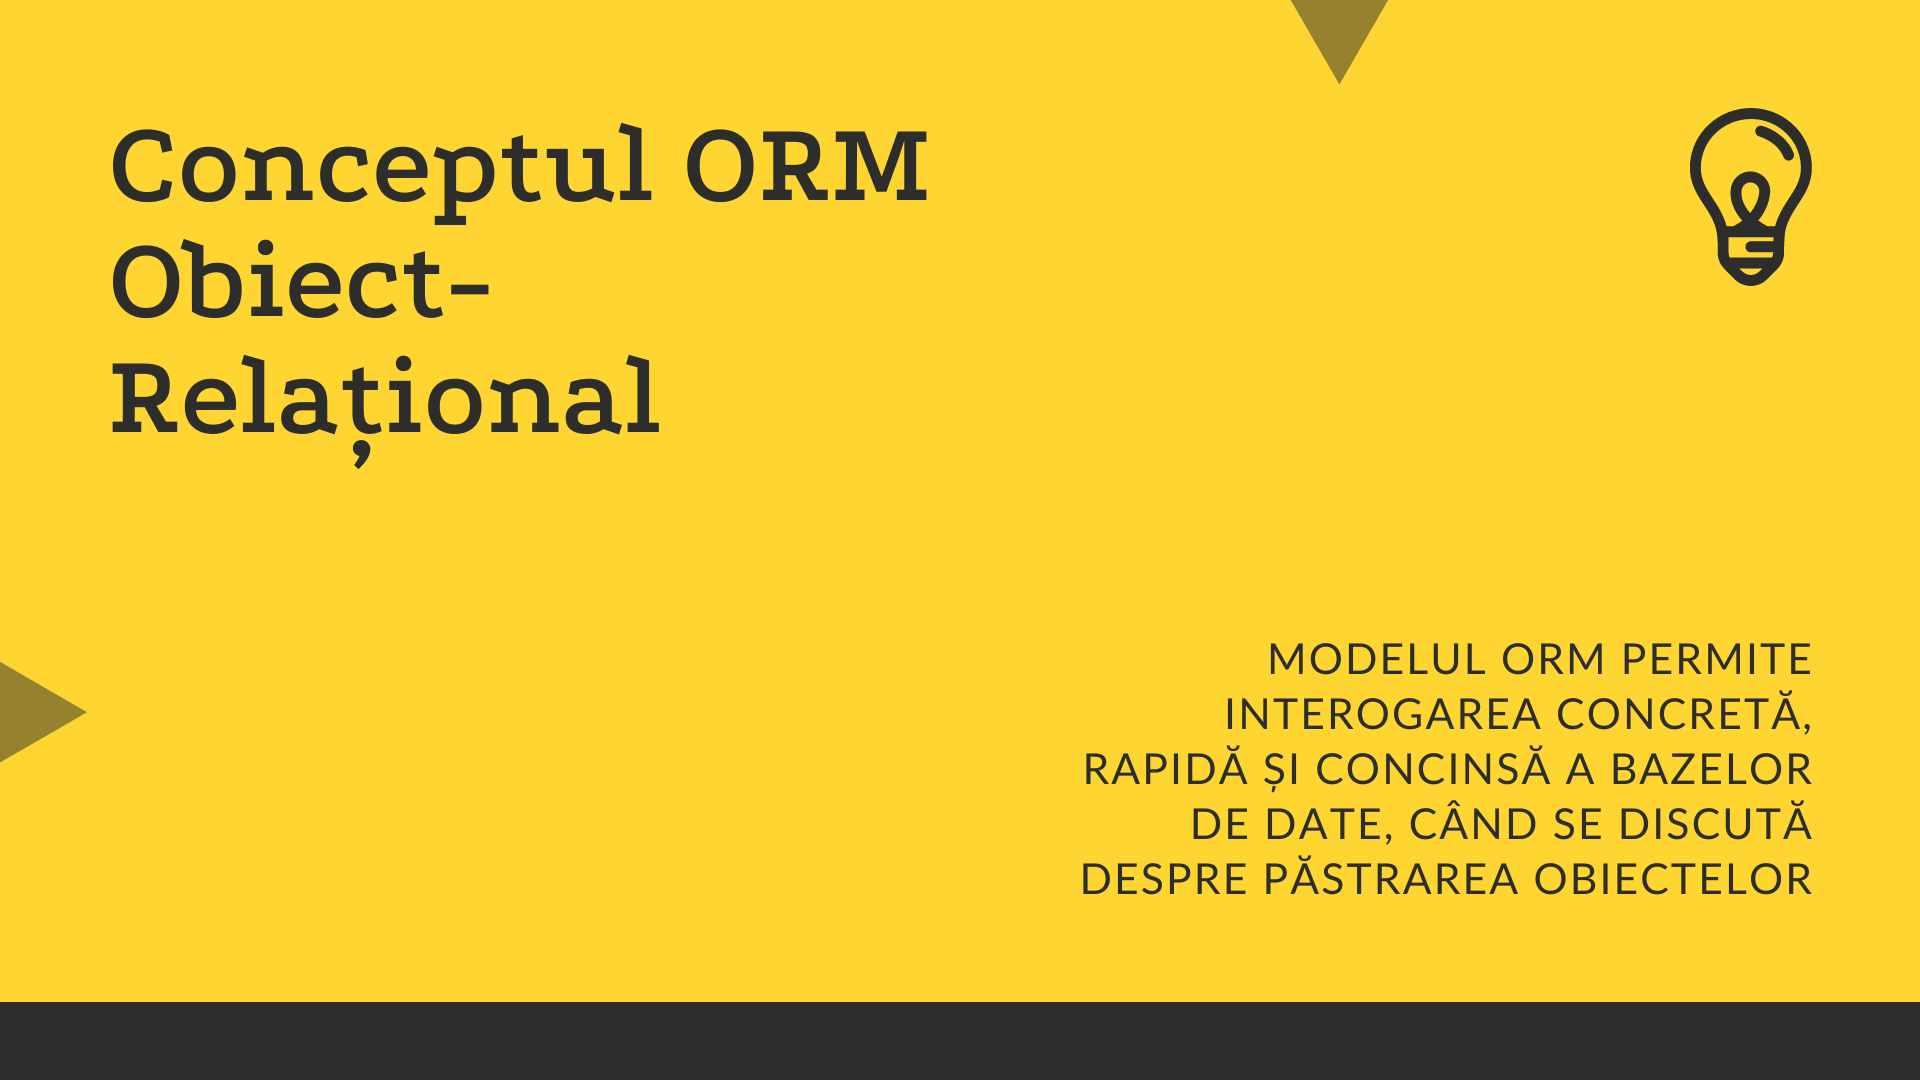 Conceptul ORM
Obiect-
Relațional
MODELUL ORM PERMITE
INTEROGAREA CONCRETĂ,
RAPIDĂ ȘI CONCINSĂ A BAZELOR
DE DATE, CÂND SE DISCUTĂ
DESPRE PĂSTRAREA OBIECTELOR